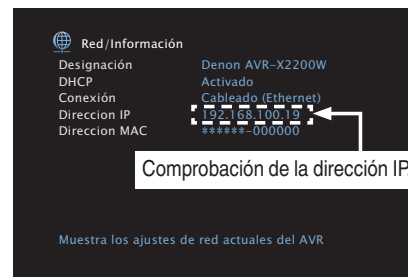 Red/Información
Designación Denon AVR-X2200W
DHCP Activado
Conexión Cableado (Ethernet)
Direccion IP 192.168.100.19
Direccion MAC ******-000000
Comprobación de la dirección IP.
Muestra los ajustes de red actuales del AVR